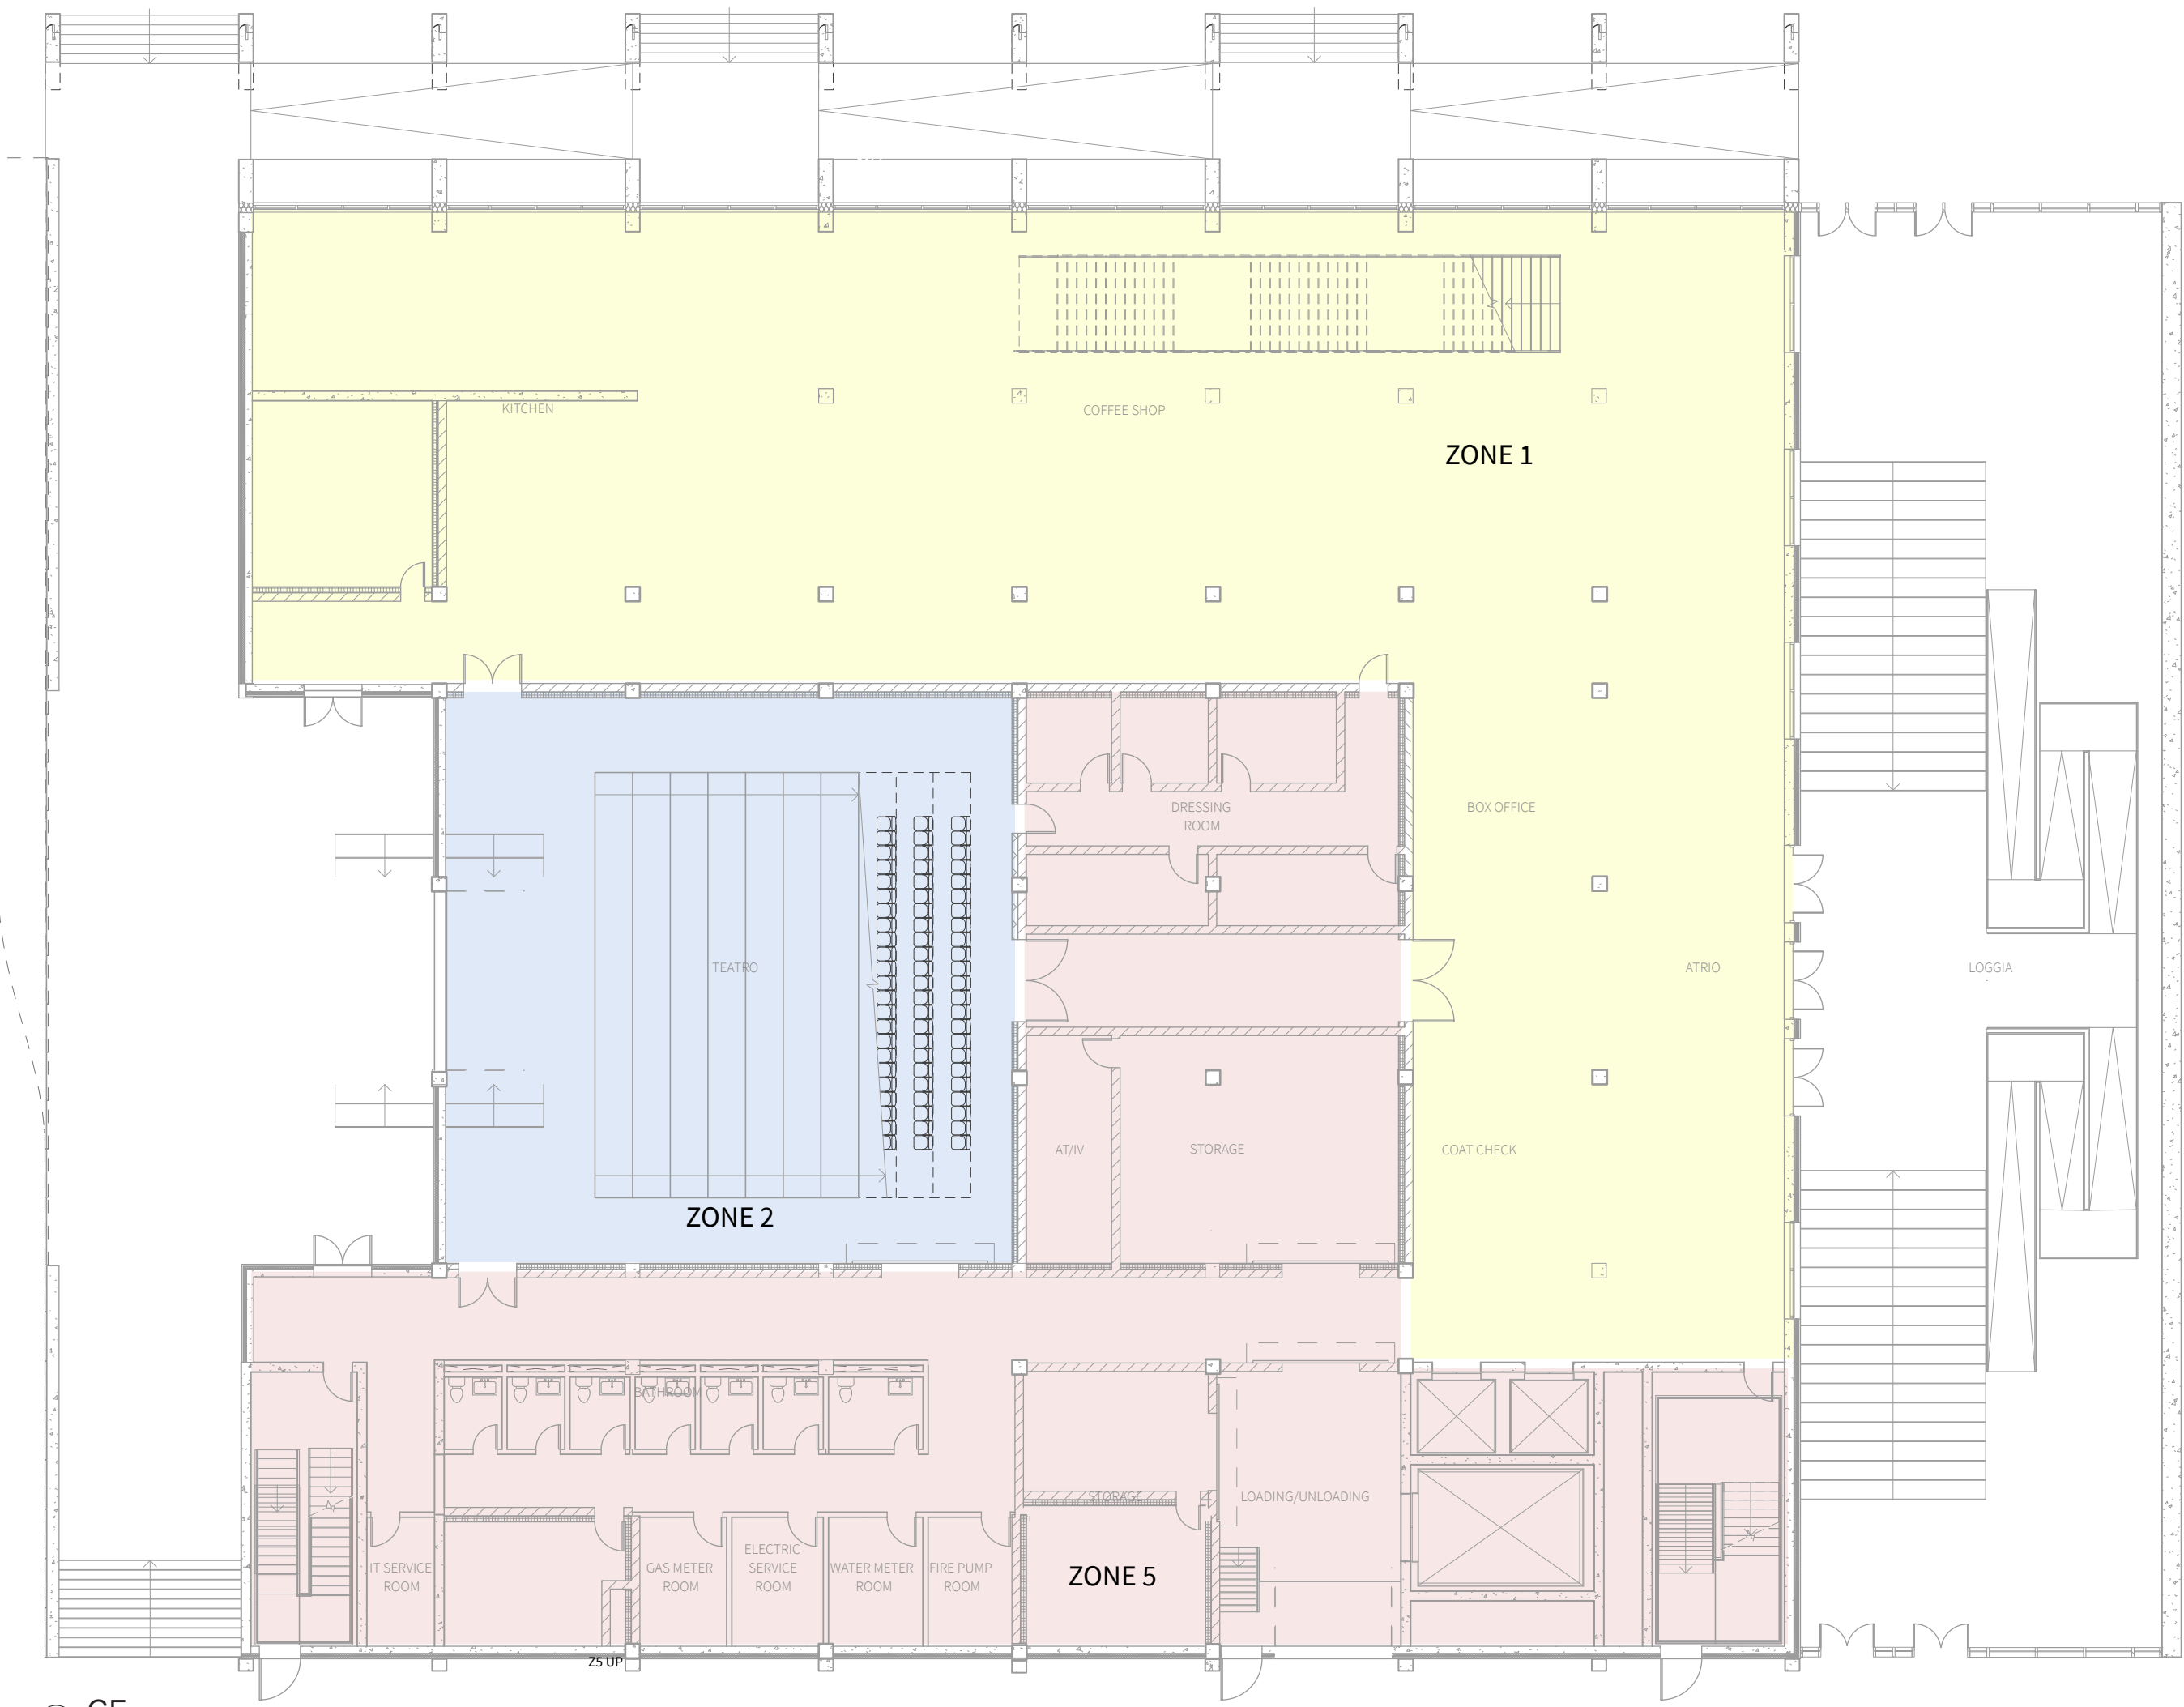 KITCHEN
COFFEE SHOP
ZONE 1
DRESSING
ROOM
BOX OFFICE
TEATRO
ATRIO
LOGGIA
AT/IV
STORAGE
COAT CHECK
ZONE 2
BATHROOM
STORAGE
LOADING/UNLOADING
IT SERVICE
ROOM
GAS METER
ROOM
ELECTRIC
SERVICE
ROOM
WATER METER
ROOM
FIRE PUMP
ROOM
ZONE 5
Z5 UP